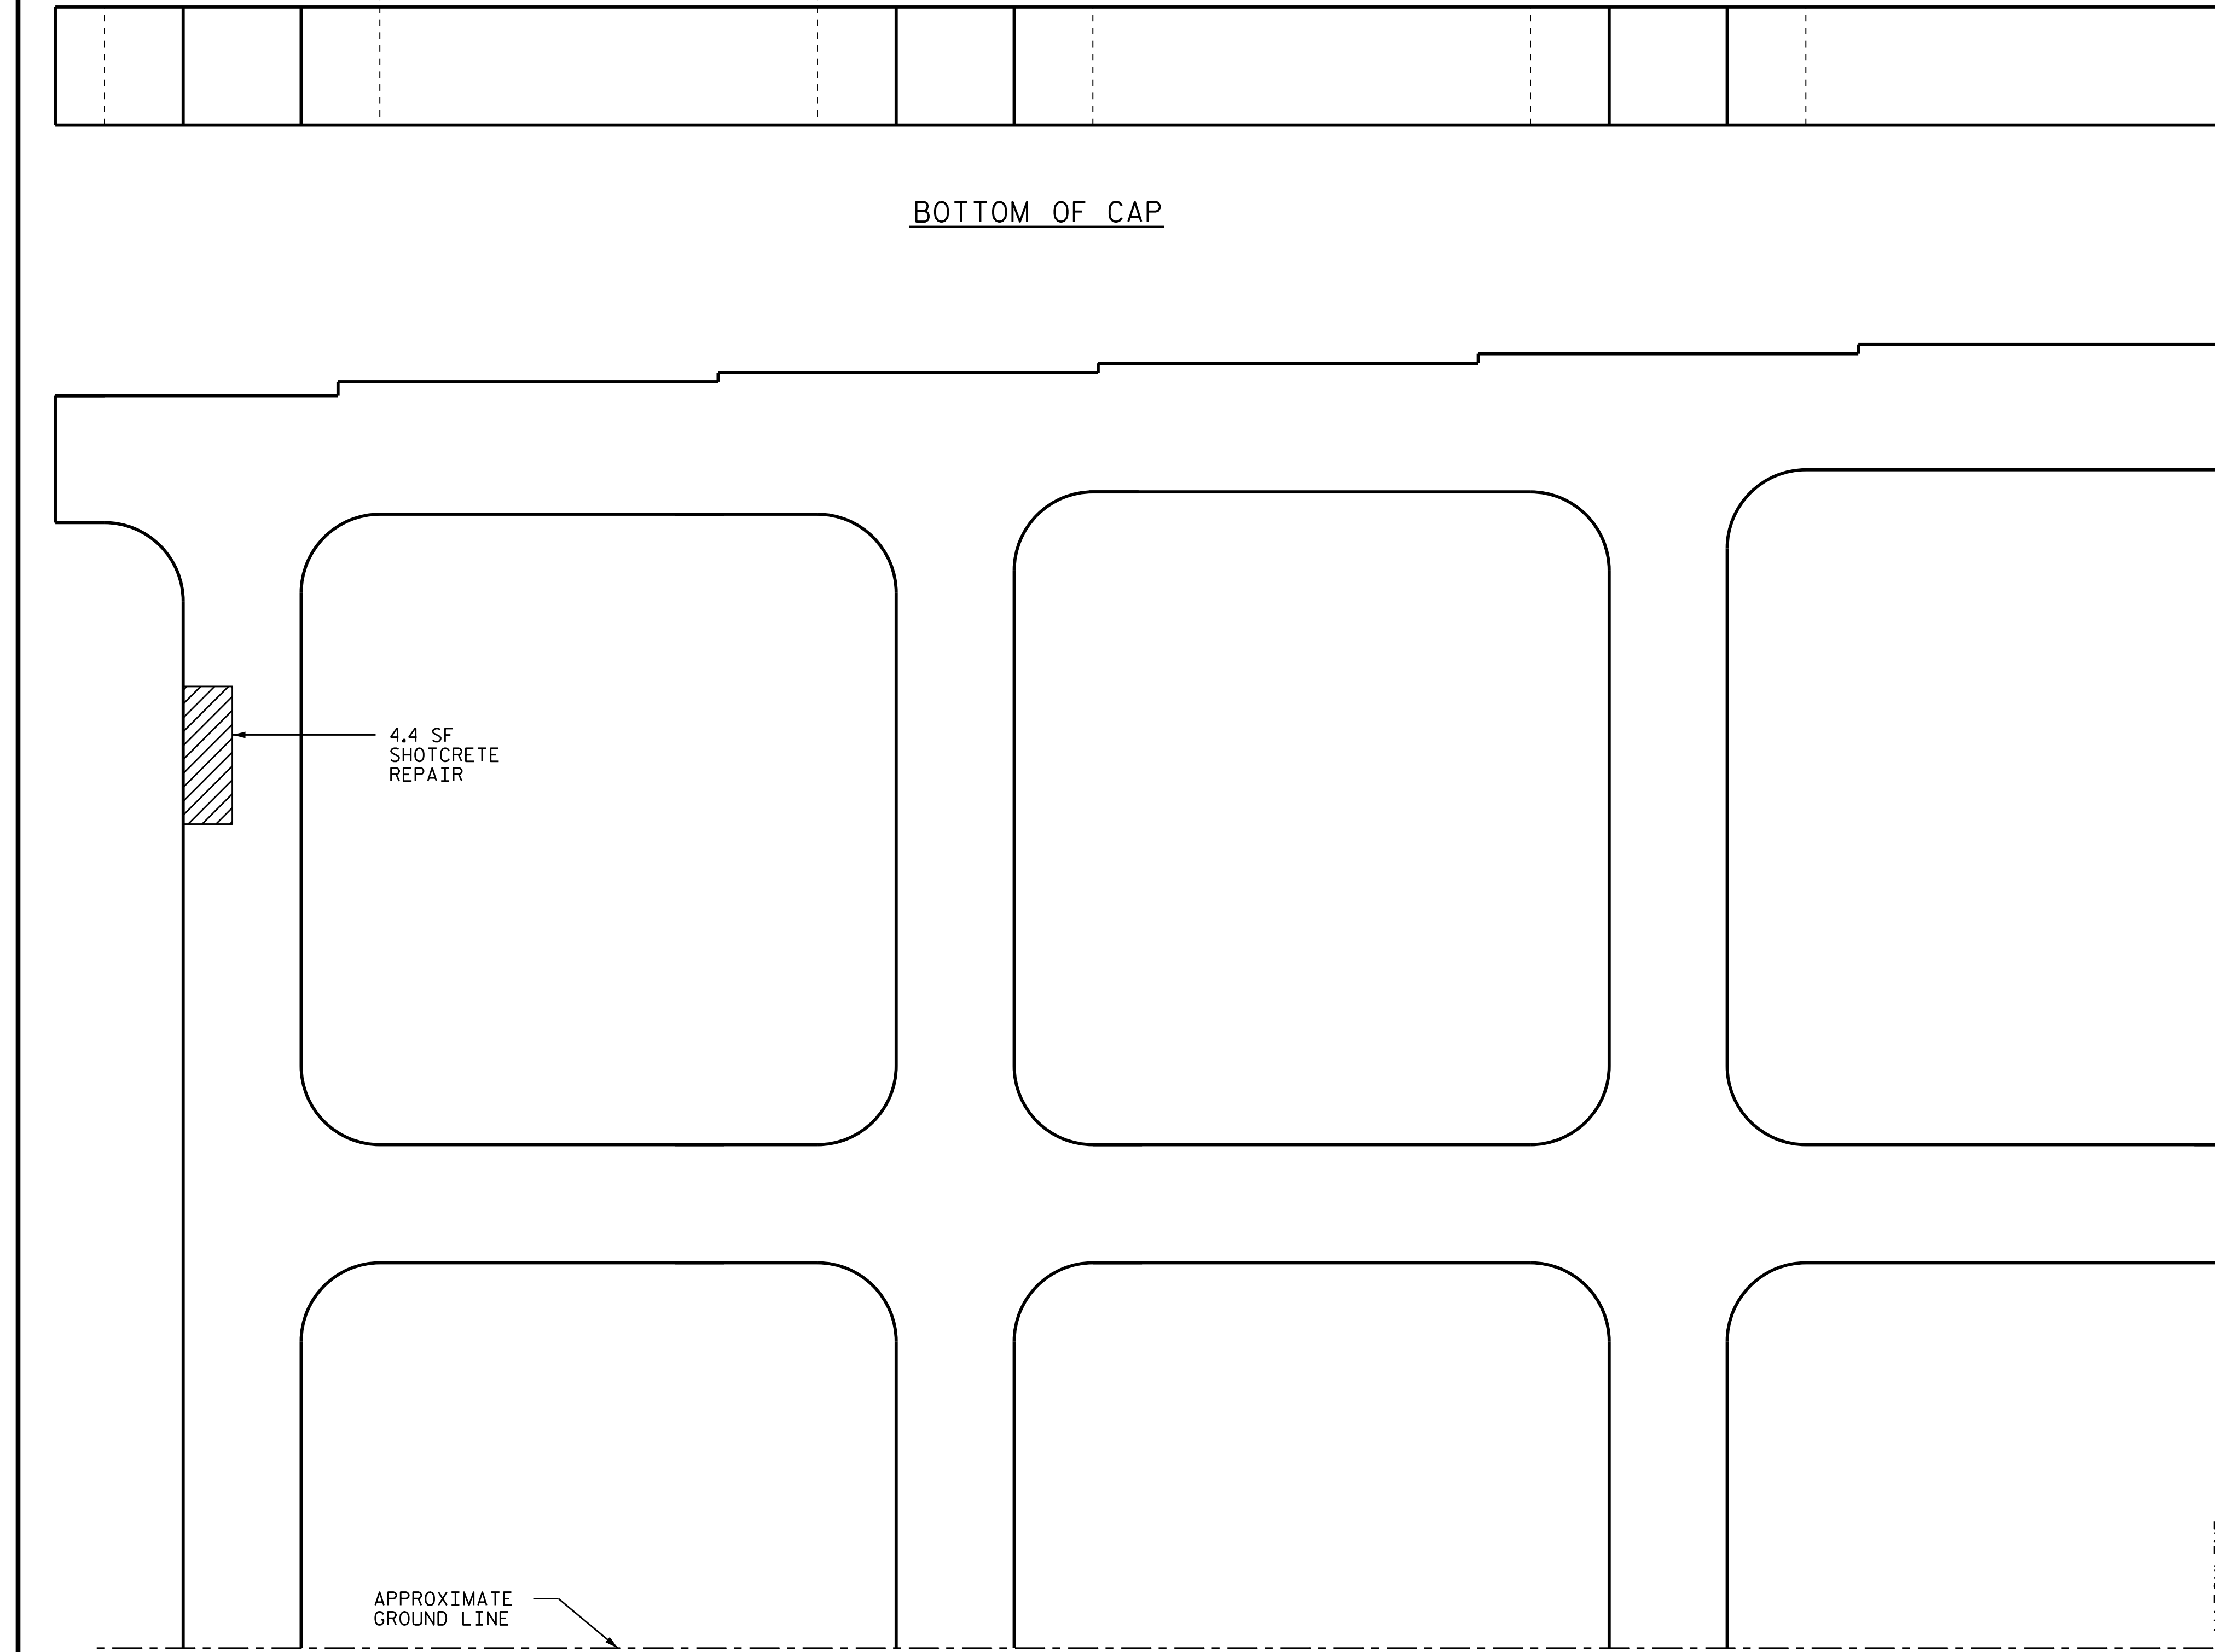 BOTTOM OF CAP
4.4 SF
SHOTCRETE
REPAIR
APPROXIMATE
GROUND LINE